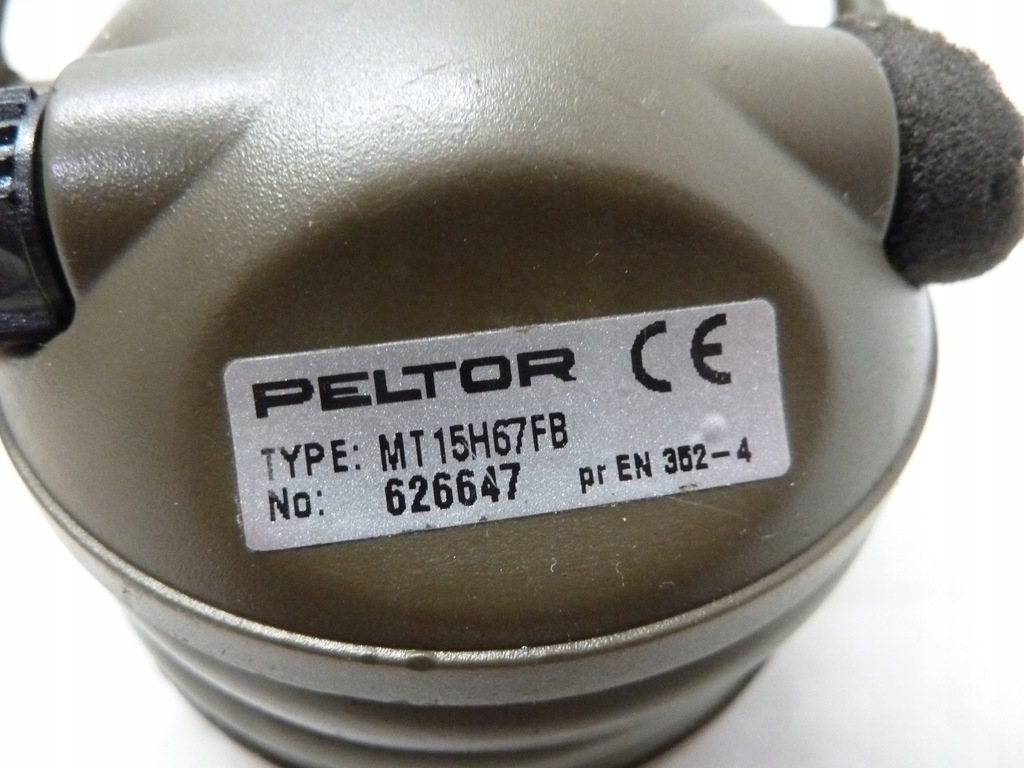 PELTOR CE
TYPE: MT15H67FB
No: 626647 pr EN 352-4